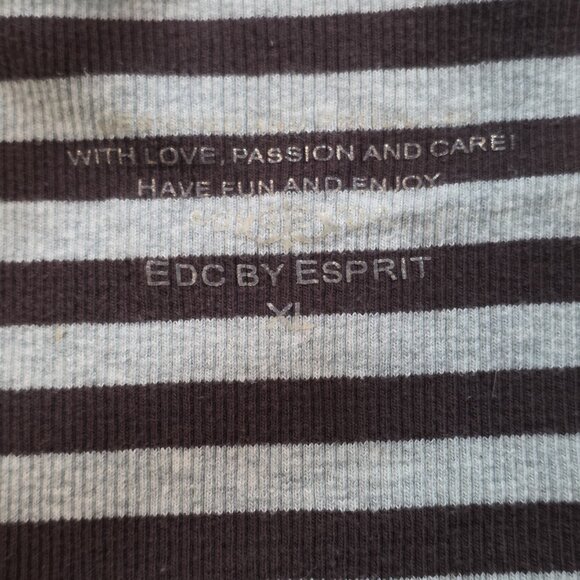 WITH LOVE, PASSION AND CARE!
HAVE FUN AND ENJOY
EDC BY ESPRIT
XL